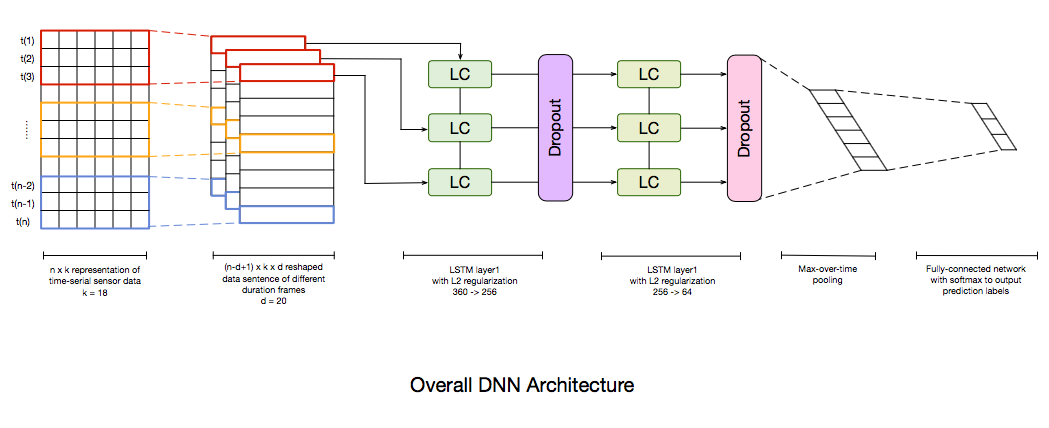 t(1)
t(2)
t(3)
......
t(n-2)
t(n-1)
t(n)
LC
LC
LC
Dropout
LC
LC
LC
Dropout
n x k representation of
time-serial sensor data
k = 18
(n-d+1) x k x d reshaped
data sentence of different
duration frames
d = 20
LSTM layer1
with L2 regularization
360 -> 256
LSTM layer1
with L2 regularization
256 -> 64
Max-over-time
pooling
Fully-connected network
with softmax to output
prediction labels
Overall DNN Architecture